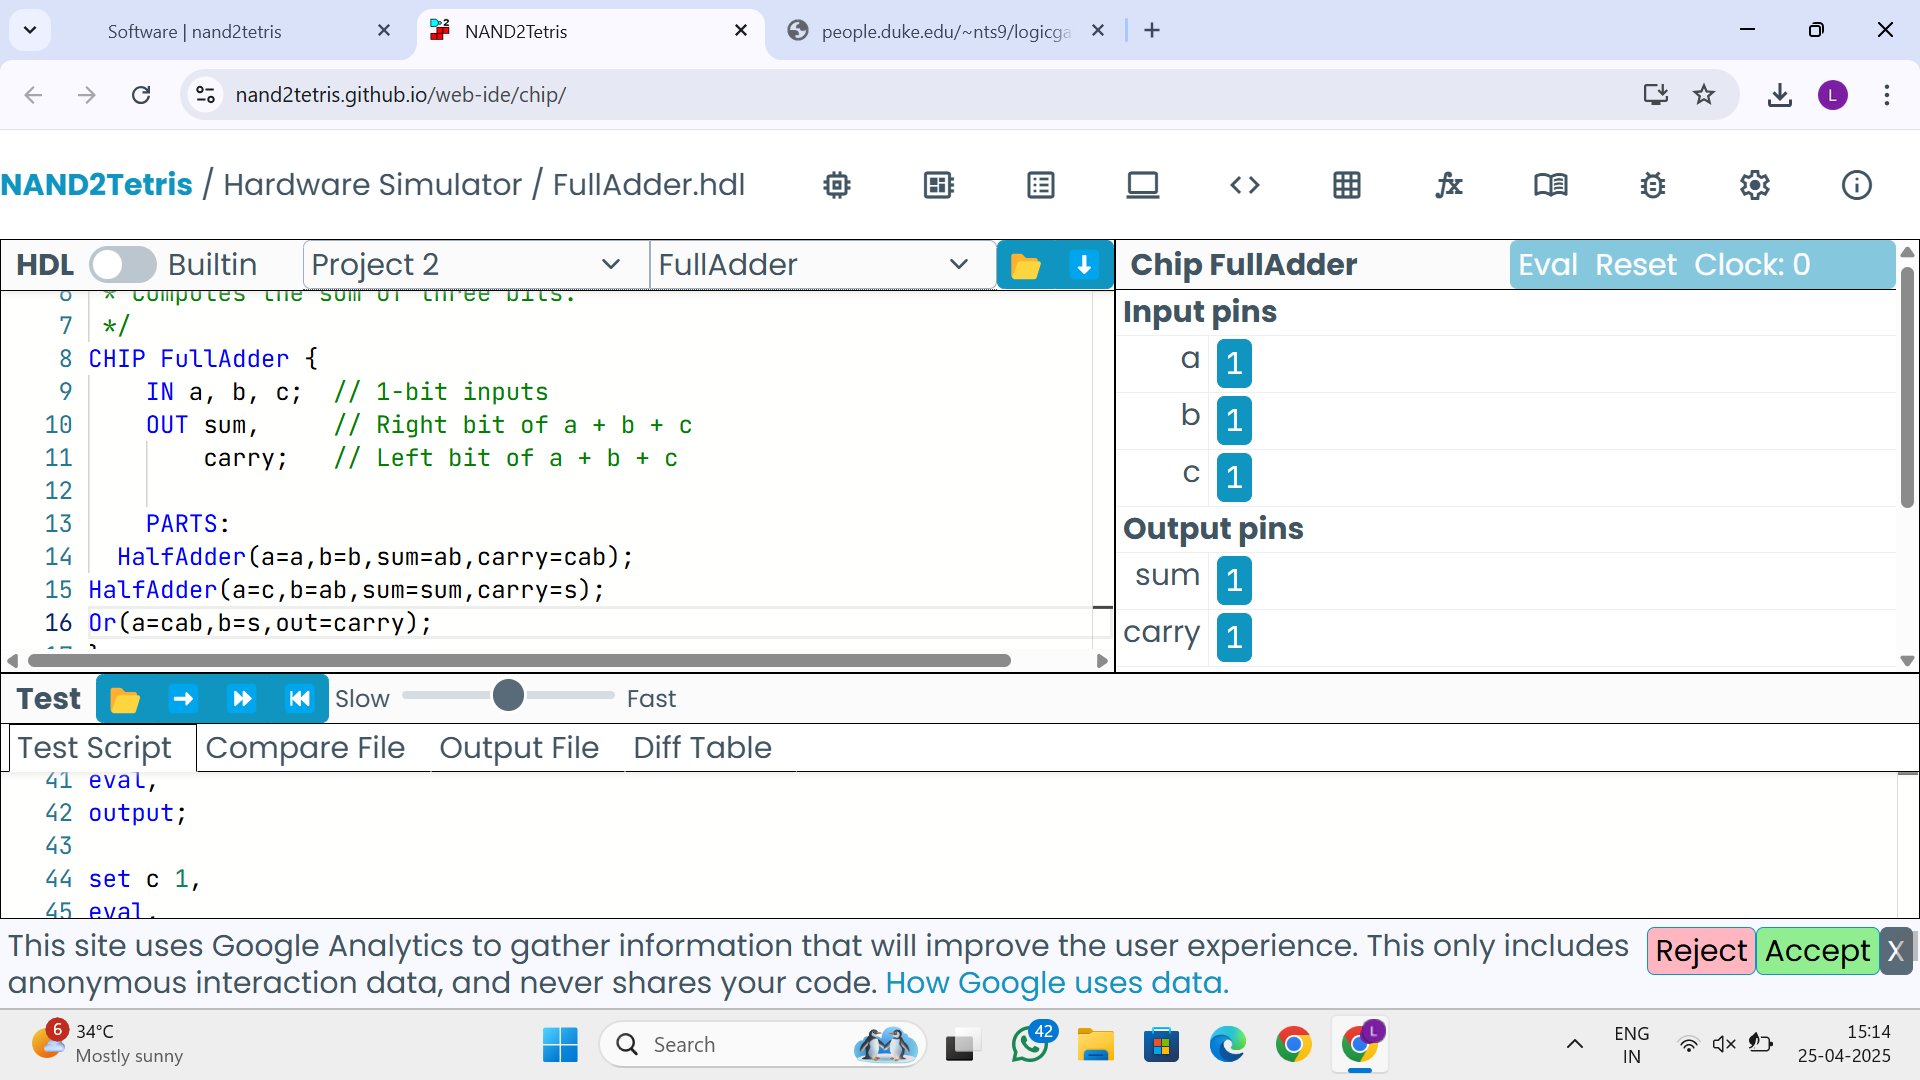 Software | nand2tetris
NAND2Tetris
people.duke.edu/~nts9/logicga
nand2tetris.github.io/web-ide/chip/
L
NAND2Tetris / Hardware Simulator / FullAdder.hdl
HDL Builtin Project 2 FullAdder
Chip FullAdder Eval Reset Clock: 0
6 * Computes the sum of three bits.
7 */
8 CHIP FullAdder {
9 IN a, b, c; // 1-bit inputs
10 OUT sum, // Right bit of a + b + c
11 carry; // Left bit of a + b + c
12
13 PARTS:
14 HalfAdder(a=a,b=b,sum=ab,carry=cab);
15 HalfAdder(a=c,b=ab,sum=sum,carry=s);
16 Or(a=cab,b=s,out=carry);
17 }
Input pins
a 1
b 1
c 1
Output pins
sum 1
carry 1
Test Slow Fast
Test Script Compare File Output File Diff Table
41 eval,
42 output;
43
44 set c 1,
45 eval,
This site uses Google Analytics to gather information that will improve the user experience. This only includes
anonymous interaction data, and never shares your code. How Google uses data.
Reject Accept X
6
34°C
Mostly sunny
Search
42
L
ENG
IN
15:14
25-04-2025